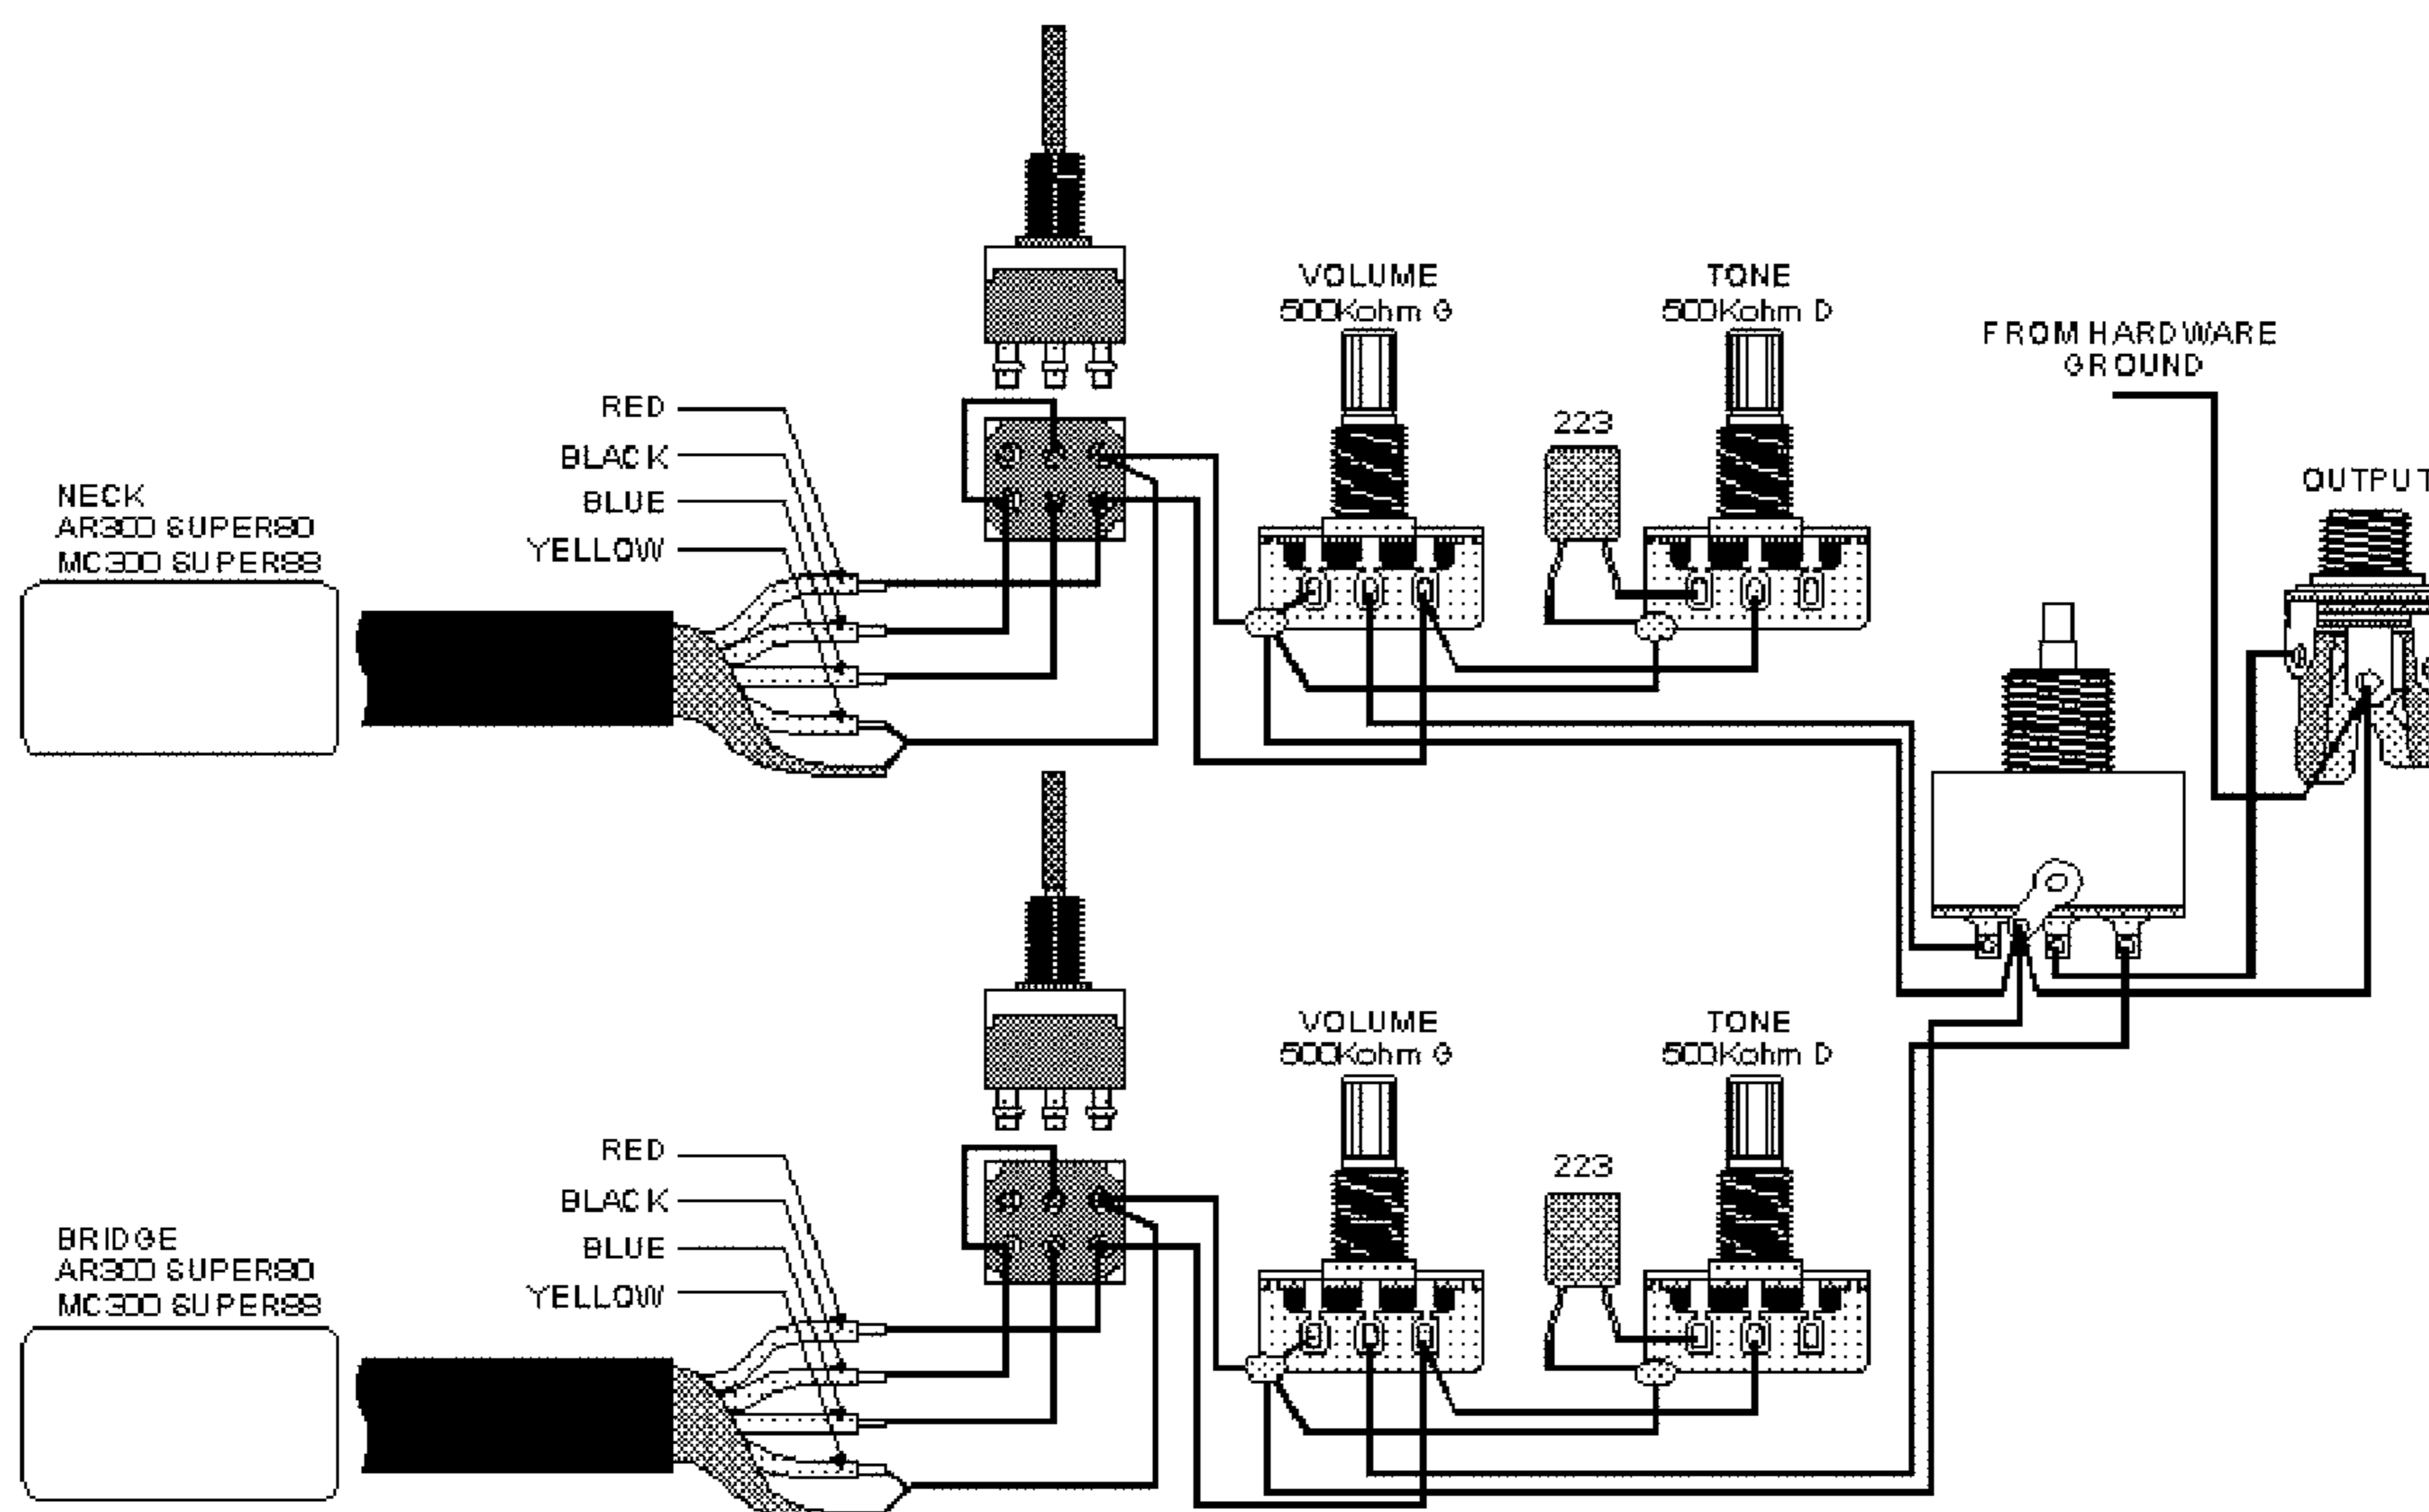 VOLUME
500Kohm G
TONE
500Kohm D
FROM HARDWARE
GROUND
RED
BLACK
BLUE
YELLOW
223
OUTPUT
NECK
AR300 SUPER80
MC300 SUPER88
VOLUME
500Kohm G
TONE
500Kohm D
RED
BLACK
BLUE
YELLOW
223
BRIDGE
AR300 SUPER80
MC300 SUPER88